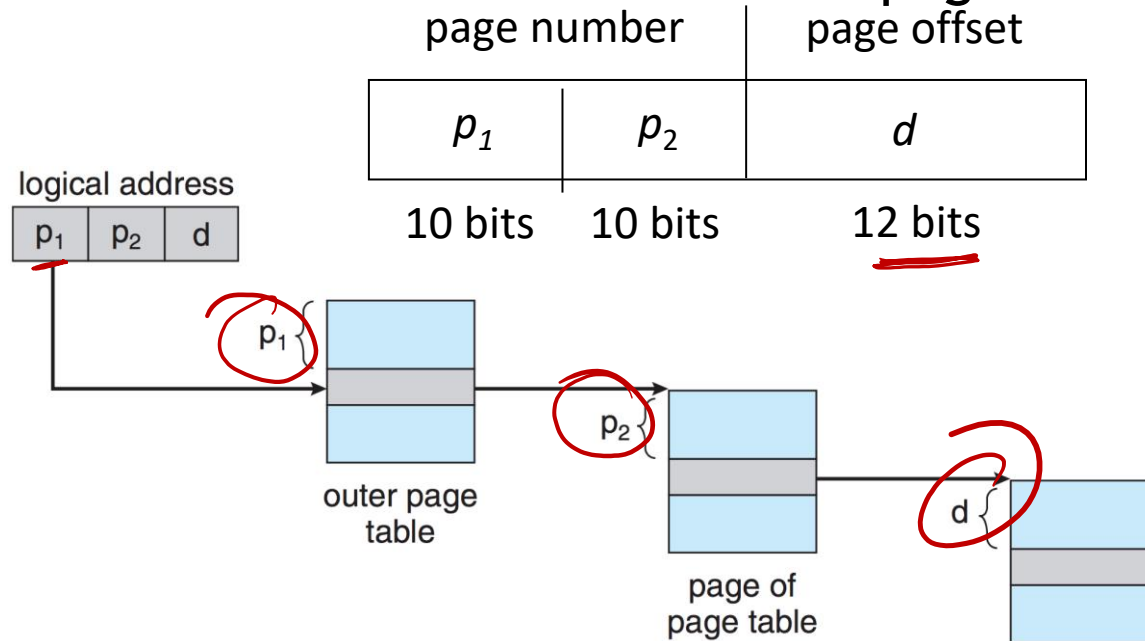 page number
page offset
p₁
p₂
d
10 bits
10 bits
12 bits
logical address
p₁
p₂
d
p₁
outer page
table
p₂
page of
page table
d